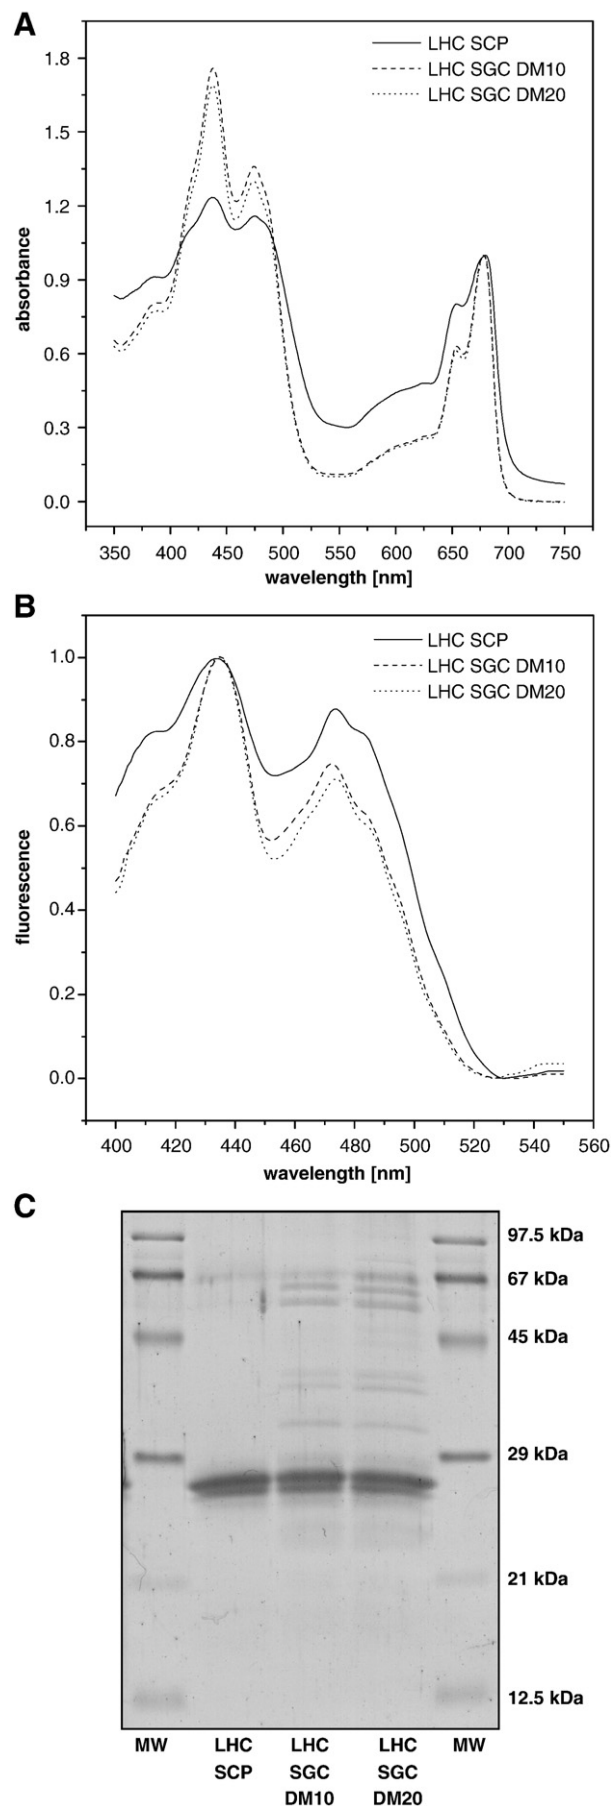 A
LHC SCP
LHC SGC DM10
LHC SGC DM20
1.8
1.5
1.2
0.9
0.6
0.3
0.0
absorbance
350 400 450 500 550 600 650 700 750
wavelength [nm]
B
LHC SCP
LHC SGC DM10
LHC SGC DM20
1.0
0.8
0.6
0.4
0.2
0.0
fluorescence
400 420 440 460 480 500 520 540 560
wavelength [nm]
C
97.5 kDa
67 kDa
45 kDa
29 kDa
21 kDa
12.5 kDa
MW LHC LHC LHC MW
SCP SGC SGC
DM10 DM20